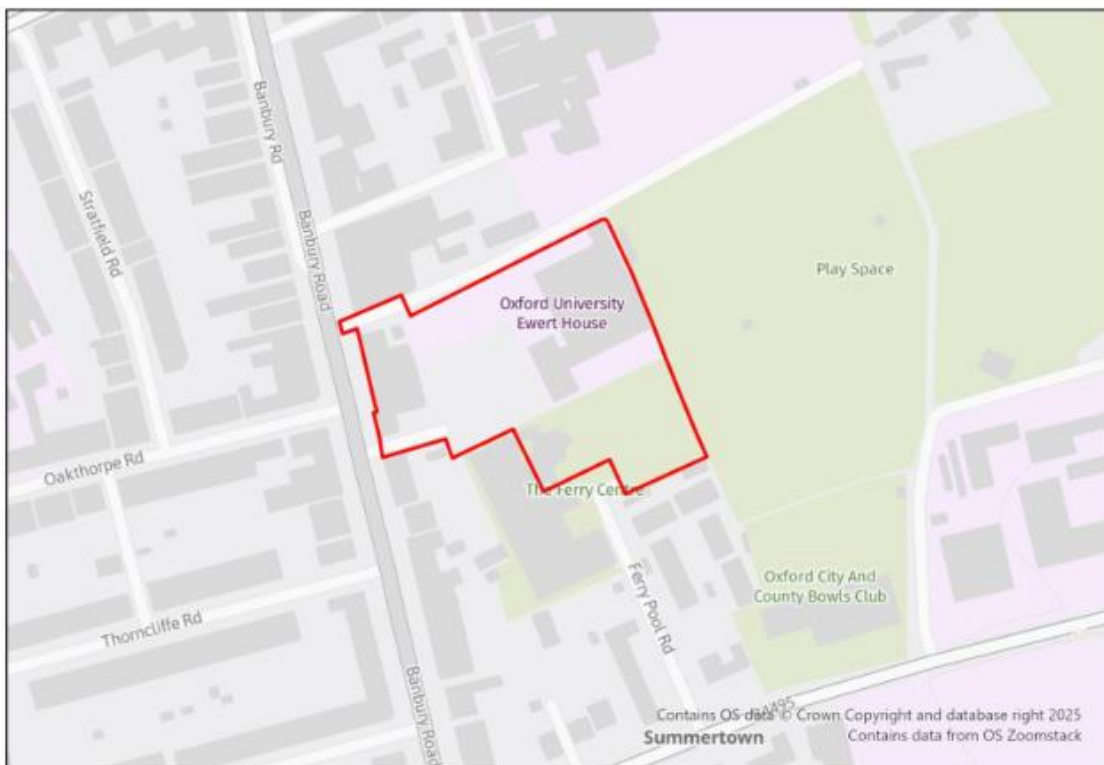 Banbury Rd
Stratfield Rd
Banbury Road
Play Space
Oxford University
Ewert House
Oakthorpe Rd
The Ferry Centre
Ferry Pool Rd
Oxford City And
County Bowls Club
Thorncliffe Rd
Banbury Road
Contains OS data © Crown Copyright and database right 2025
Summertown
Contains data from OS Zoomstack